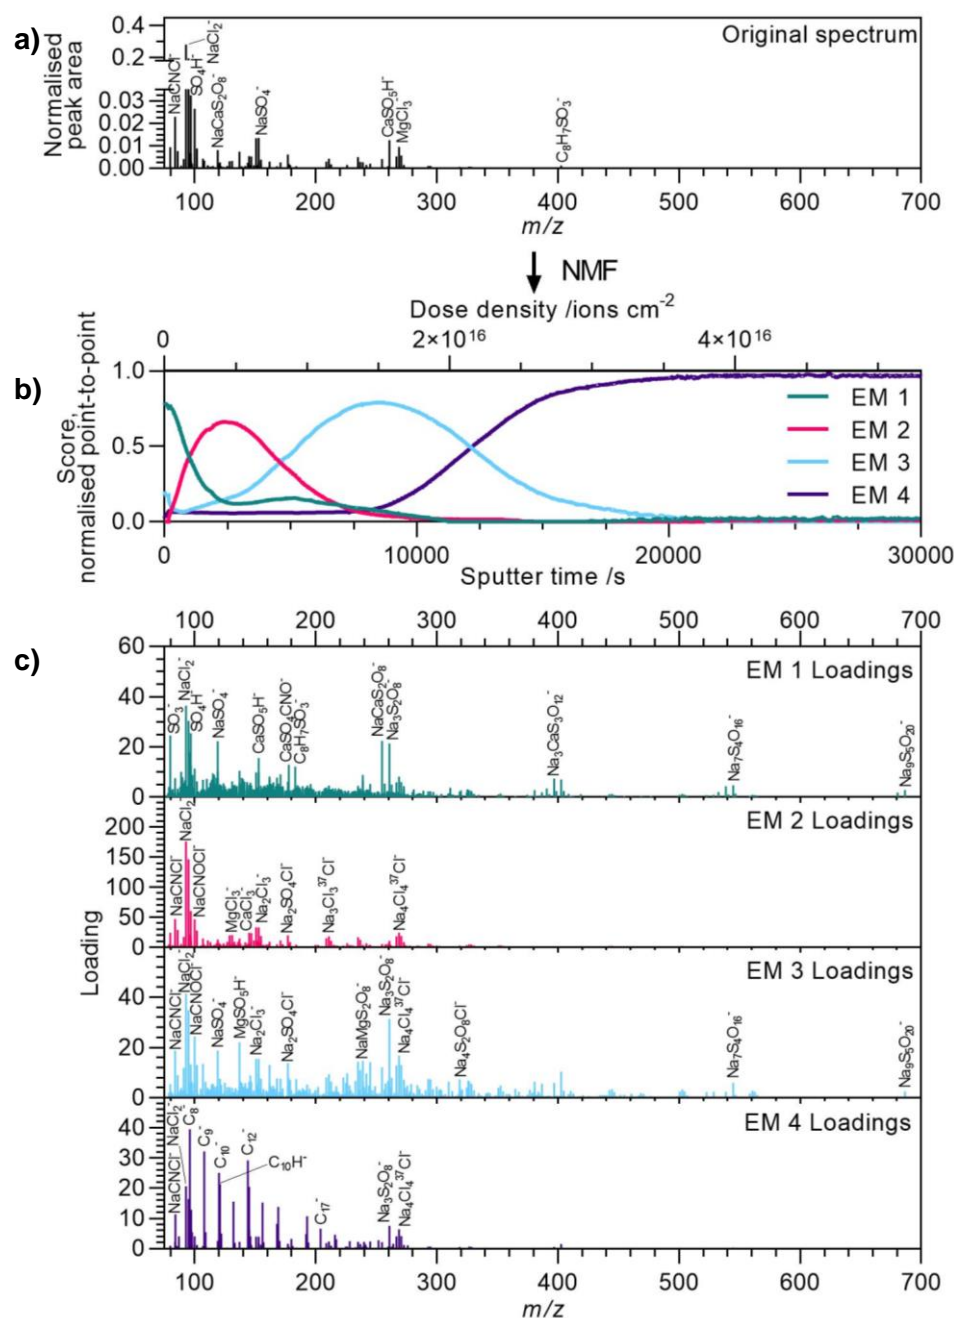 a)
Original spectrum
Normalised
peak area
0.4
0.2
0.03
0.02
0.01
0.00
NaCNCl⁻
NaCl₂⁻
SO₄H⁻
NaCaS₂O₈⁻
NaSO₄⁻
CaSO₅H⁻
MgCl₃⁻
C₈H₇SO₃⁻
100 200 300 400 500 600 700
m/z
NMF
Dose density /ions cm⁻²
0 2×10¹⁶ 4×10¹⁶
b)
Score,
normalised point-to-point
1.0
0.5
0.0
EM 1
EM 2
EM 3
EM 4
0 10000 20000 30000
Sputter time /s
100 200 300 400 500 600 700
c)
Loading
EM 1 Loadings
60
40
20
0
SO₃⁻
NaCl₂⁻
SO₄H⁻
NaSO₄⁻
CaSO₅H⁻
CaSO₄CNO⁻
C₈H₇SO₃⁻
NaCaS₂O₈⁻
Na₃S₂O₈⁻
Na₃CaS₃O₁₂⁻
Na₇S₄O₁₆⁻
Na₉S₅O₂₀⁻
EM 2 Loadings
200
150
100
50
0
NaCNCl⁻
NaCl₂⁻
NaCNOCl⁻
MgCl₃⁻
CaCl₃⁻
Na₂Cl₃⁻
Na₂SO₄Cl⁻
Na₃Cl₃³⁷Cl⁻
Na₄Cl₄³⁷Cl⁻
EM 3 Loadings
40
20
0
NaCNCl⁻
NaCl₂⁻
NaCNOCl⁻
NaSO₄⁻
MgSO₅H⁻
Na₂Cl₃⁻
Na₂SO₄Cl⁻
NaMgS₂O₈⁻
Na₃S₂O₈⁻
Na₄Cl₄³⁷Cl⁻
Na₄S₂O₈Cl⁻
Na₇S₄O₁₆⁻
Na₉S₅O₂₀⁻
EM 4 Loadings
40
30
20
10
0
NaCNCl⁻
NaCl₂⁻
C₈⁻
C₉⁻
C₁₀⁻
C₁₀H⁻
C₁₂⁻
C₁₇⁻
Na₃S₂O₈⁻
Na₄Cl₄³⁷Cl⁻
100 200 300 400 500 600 700
m/z